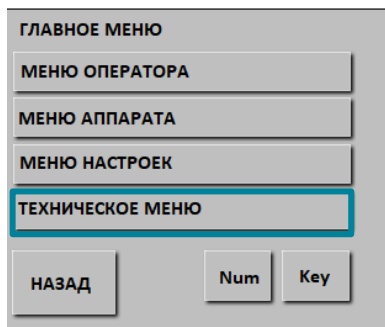 ГЛАВНОЕ МЕНЮ
МЕНЮ ОПЕРАТОРА
МЕНЮ АППАРАТА
МЕНЮ НАСТРОЕК
ТЕХНИЧЕСКОЕ МЕНЮ
НАЗАД Num Key